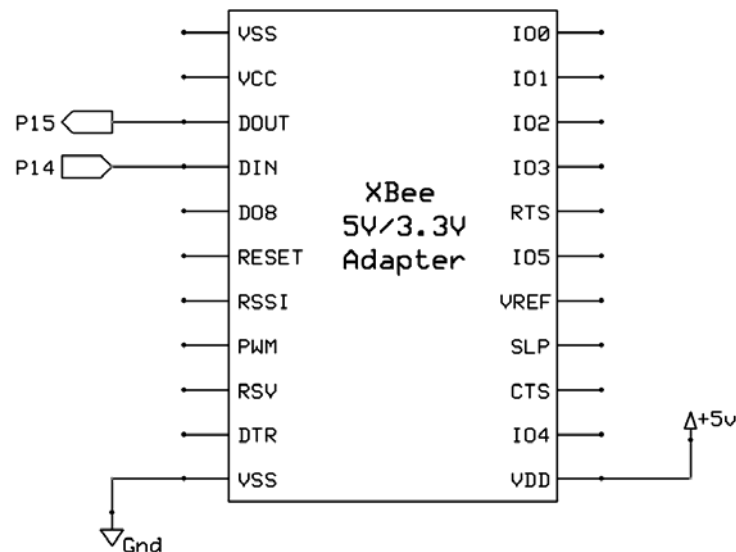 VSS IO0
VCC IO1
P15 DOUT IO2
P14 DIN IO3
XBee
DO8 5V/3.3V RTS
RESET Adapter IO5
RSSI VREF
PWM SLP
RSV CTS
DTR IO4
+5v
VSS VDD
Gnd